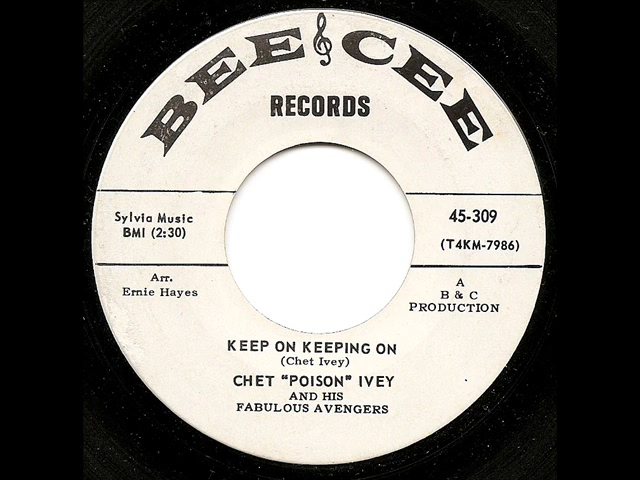 BEE CEE
RECORDS
Sylvia Music
BMI (2:30)
45-309
(T4KM-7986)
Arr.
Ernie Hayes
A
B & C
PRODUCTION
KEEP ON KEEPING ON
(Chet Ivey)
CHET "POISON" IVEY
AND HIS
FABULOUS AVENGERS